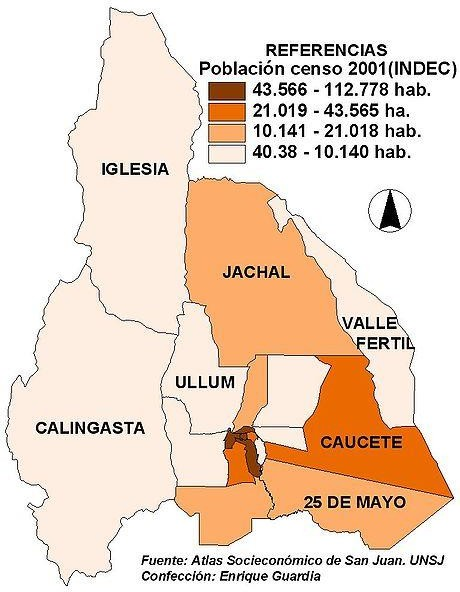 REFERENCIAS
Población censo 2001(INDEC)
43.566 - 112.778 hab.
21.019 - 43.565 ha.
10.141 - 21.018 hab.
40.38 - 10.140 hab.
IGLESIA
JACHAL
VALLE
FERTIL
ULLUM
CALINGASTA
CAUCETE
25 DE MAYO
Fuente: Atlas Socieconómico de San Juan. UNSJ
Confección: Enrique Guardia